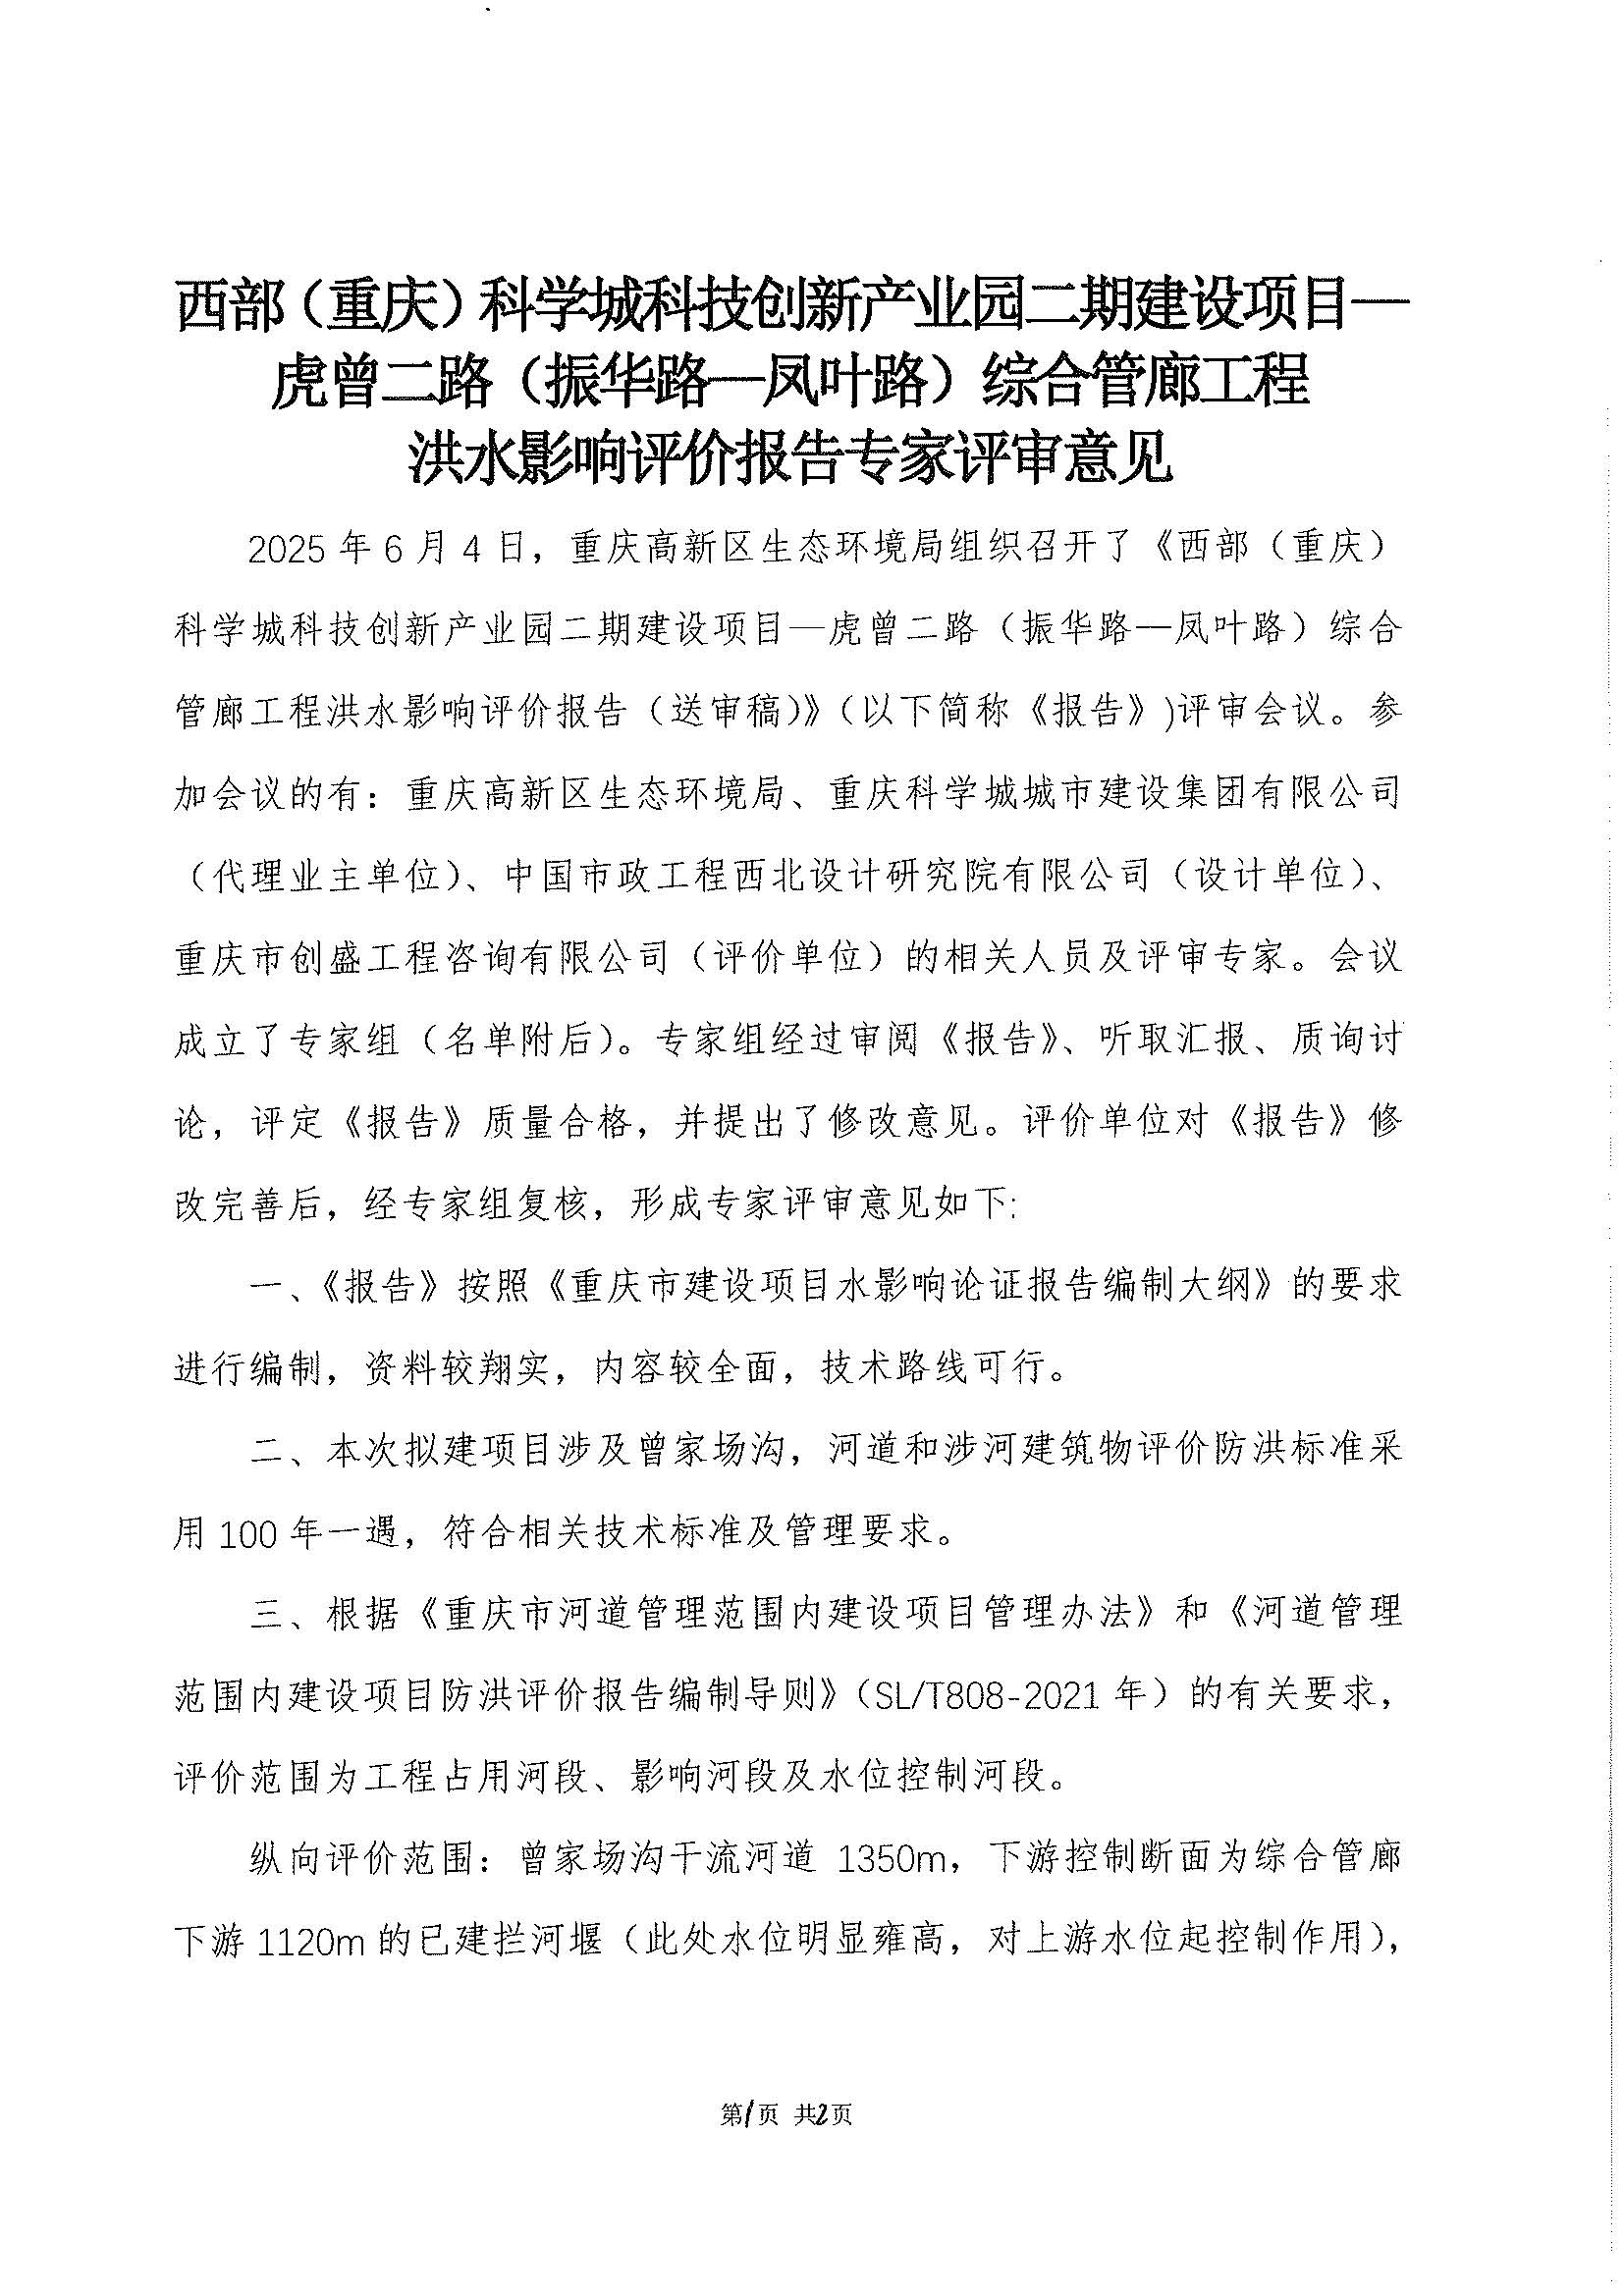 西部（重庆）科学城科技创新产业园二期建设项目—
虎曾二路（振华路—凤叶路）综合管廊工程
洪水影响评价报告专家评审意见
2025 年 6 月 4 日，重庆高新区生态环境局组织召开了《西部（重庆）
科学城科技创新产业园二期建设项目—虎曾二路（振华路—凤叶路）综合
管廊工程洪水影响评价报告（送审稿)》（以下简称《报告》)评审会议。参
加会议的有：重庆高新区生态环境局、重庆科学城城市建设集团有限公司
（代理业主单位）、中国市政工程西北设计研究院有限公司（设计单位）、
重庆市创盛工程咨询有限公司（评价单位）的相关人员及评审专家。会议
成立了专家组（名单附后）。专家组经过审阅《报告》、听取汇报、质询讨
论，评定《报告》质量合格，并提出了修改意见。评价单位对《报告》修
改完善后，经专家组复核，形成专家评审意见如下:
一、《报告》按照《重庆市建设项目水影响论证报告编制大纲》的要求
进行编制，资料较翔实，内容较全面，技术路线可行。
二、本次拟建项目涉及曾家场沟，河道和涉河建筑物评价防洪标准采
用 100 年一遇，符合相关技术标准及管理要求。
三、根据《重庆市河道管理范围内建设项目管理办法》和《河道管理
范围内建设项目防洪评价报告编制导则》（SL/T808-2021 年）的有关要求，
评价范围为工程占用河段、影响河段及水位控制河段。
纵向评价范围：曾家场沟干流河道 1350m，下游控制断面为综合管廊
下游 1120m 的已建拦河堰（此处水位明显雍高，对上游水位起控制作用），
第1页 共2页